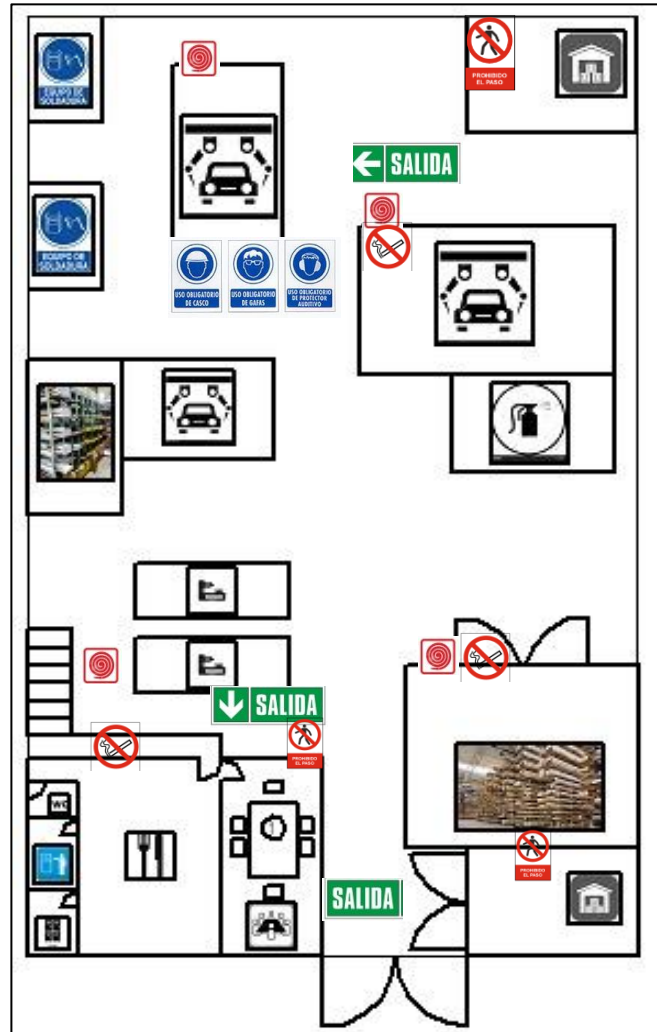 EQUIPO DE
SOLDADURA
PROHIBIDO
EL PASO
SALIDA
EQUIPO DE
SOLDADURA
USO OBLIGATORIO
DE CASCO
USO OBLIGATORIO
DE GAFAS
USO OBLIGATORIO
DE PROTECTOR
AUDITIVO
SALIDA
PROHIBIDO
EL PASO
WC
PROHIBIDO
EL PASO
SALIDA